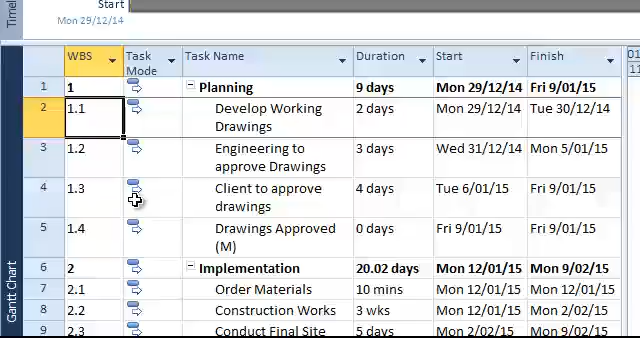 Timeli
Start
Mon 29/12/14
WBS Task Mode Task Name Duration Start Finish
01
11
1 1 Planning 9 days Mon 29/12/14 Fri 9/01/15
2 1.1 Develop Working Drawings 2 days Mon 29/12/14 Tue 30/12/14
3 1.2 Engineering to approve Drawings 3 days Wed 31/12/14 Mon 5/01/15
4 1.3 Client to approve drawings 4 days Tue 6/01/15 Fri 9/01/15
5 1.4 Drawings Approved (M) 0 days Fri 9/01/15 Fri 9/01/15
6 2 Implementation 20.02 days Mon 12/01/15 Mon 9/02/15
7 2.1 Order Materials 10 mins Mon 12/01/15 Mon 12/01/15
8 2.2 Construction Works 3 wks Mon 12/01/15 Mon 2/02/15
9 2.3 Conduct Final Site 5 days Mon 2/02/15 Mon 9/02/15
Gantt Chart